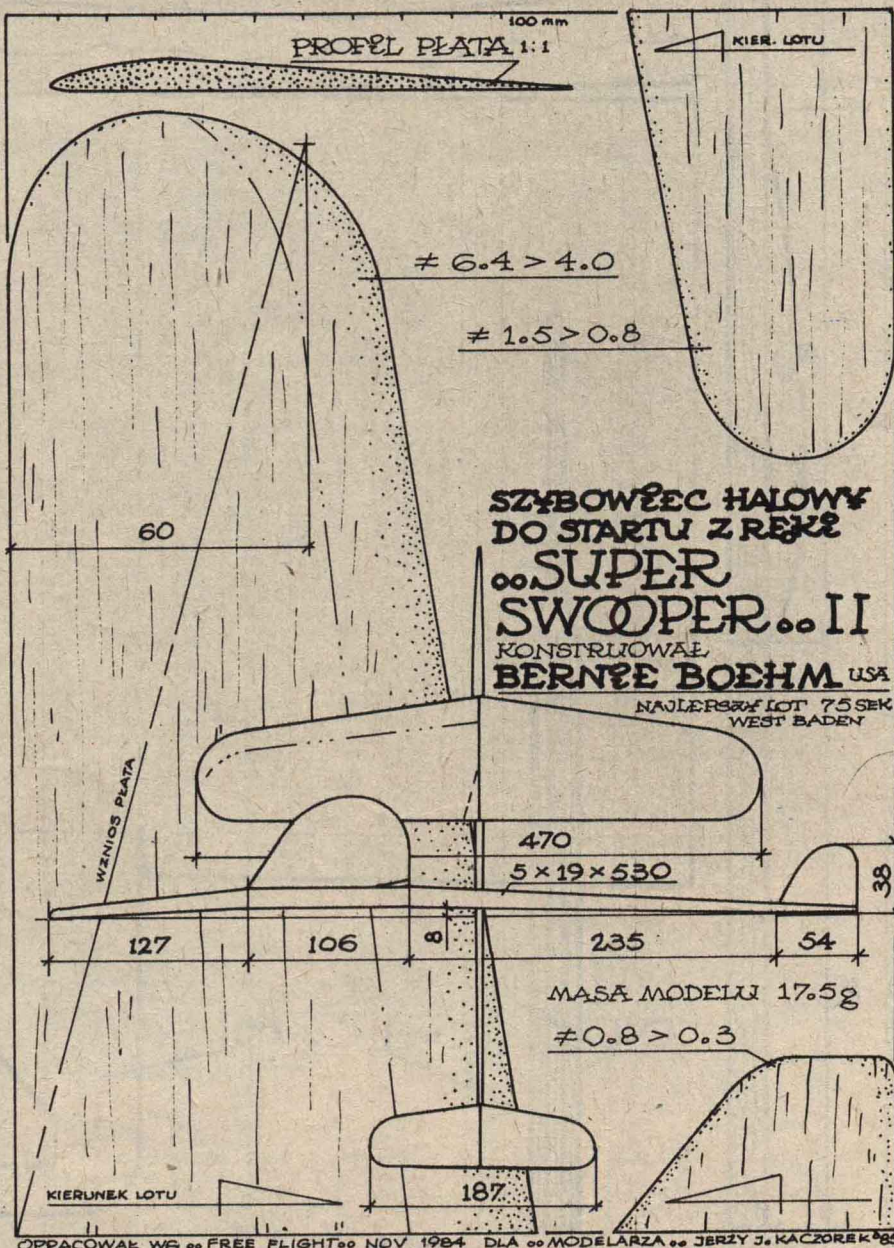 100 mm
PROFIL PŁATA 1:1
KIER. LOTU
≠ 6.4 > 4.0
≠ 1.5 > 0.8
60
SZYBOWIEC HALOWY
DO STARTU Z RĘKI
"SUPER
SWOOPER" II
KONSTRUOWAŁ
BERNIE BOEHM USA
NAJLEPSZY LOT 75 SEK
WEST BADEN
WZNIOS PŁATA
470
5 × 19 × 530
38
127
106
8
235
54
MASA MODELU 17.5g
≠ 0.8 > 0.3
KIERUNEK LOTU
187
OPRACOWAŁ WG "FREE FLIGHT" NOV 1984 DLA "MODELARZA" JERZY J. KACZOREK